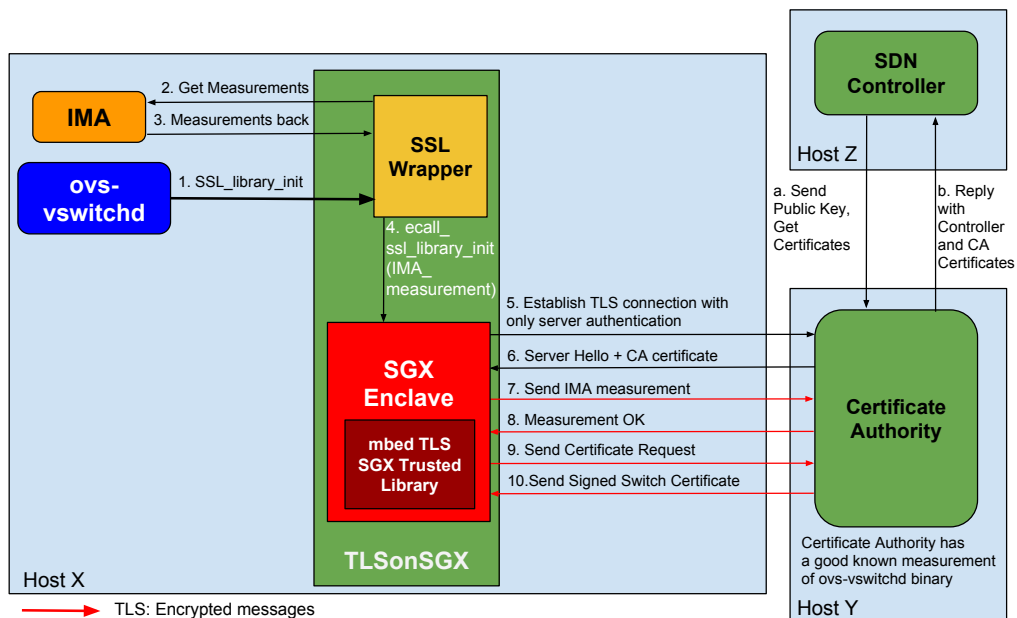 2. Get Measurements
IMA
3. Measurements back
SSL
Wrapper
ovs-
vswitchd
1. SSL_library_init
4. ecall_
ssl_library_init
(IMA_
measurement)
SGX
Enclave
mbed TLS
SGX Trusted
Library
TLSonSGX
Host X
5. Establish TLS connection with
only server authentication
6. Server Hello + CA certificate
7. Send IMA measurement
8. Measurement OK
9. Send Certificate Request
10.Send Signed Switch Certificate
SDN
Controller
Host Z
a. Send
Public Key,
Get
Certificates
b. Reply
with
Controller
and CA
Certificates
Certificate
Authority
Certificate Authority has
a good known measurement
of ovs-vswitchd binary
Host Y
TLS: Encrypted messages